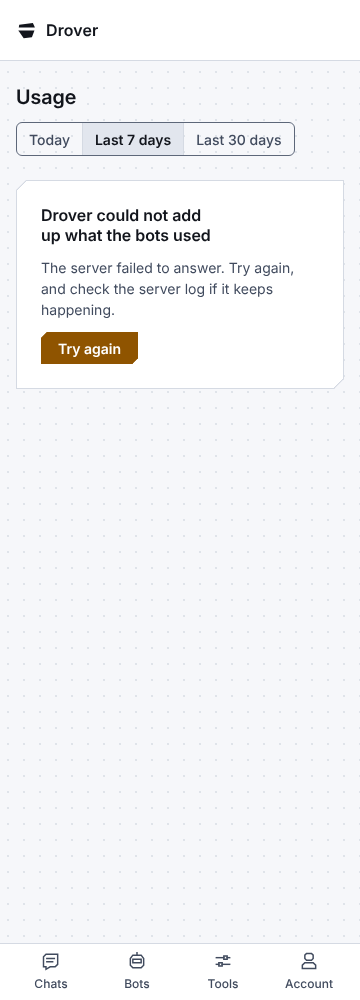 Drover
Usage
Today
Last 7 days
Last 30 days
Drover could not add
up what the bots used
The server failed to answer. Try again,
and check the server log if it keeps
happening.
Try again
Chats
Bots
Tools
Account